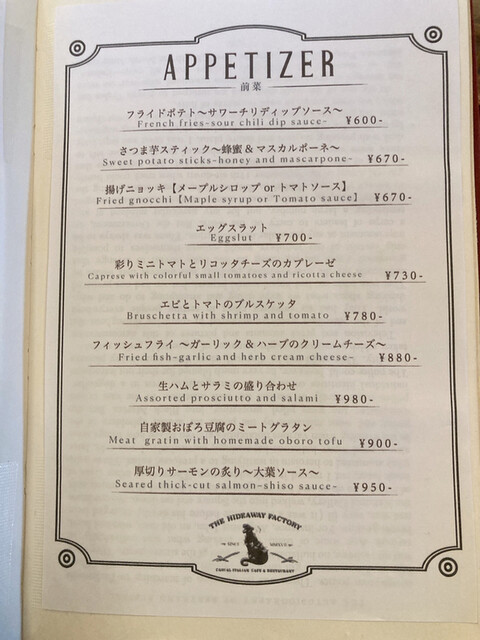 APPETIZER
前菜
フライドポテト〜サワーチリディップソース〜
French fries-sour chili dip sauce- ¥600-
さつま芋スティック〜蜂蜜&マスカルポーネ〜
Sweet potato sticks-honey and mascarpone- ¥670-
揚げニョッキ【メープルシロップ or トマトソース】
Fried gnocchi【Maple syrup or Tomato sauce】 ¥670-
エッグスラット
Eggslut ¥700-
彩りミニトマトとリコッタチーズのカプレーゼ
Caprese with colorful small tomatoes and ricotta cheese ¥730-
エビとトマトのブルスケッタ
Bruschetta with shrimp and tomato ¥780-
フィッシュフライ 〜ガーリック&ハーブのクリームチーズ〜
Fried fish-garlic and herb cream cheese- ¥880-
生ハムとサラミの盛り合わせ
Assorted prosciutto and salami ¥980-
自家製おぼろ豆腐のミートグラタン
Meat gratin with homemade oboro tofu ¥900-
厚切りサーモンの炙り〜大葉ソース〜
Seared thick-cut salmon-shiso sauce- ¥950-
THE HIDEAWAY FACTORY
SINCE
CASUAL ITALIAN CAFE & RESTAURANT